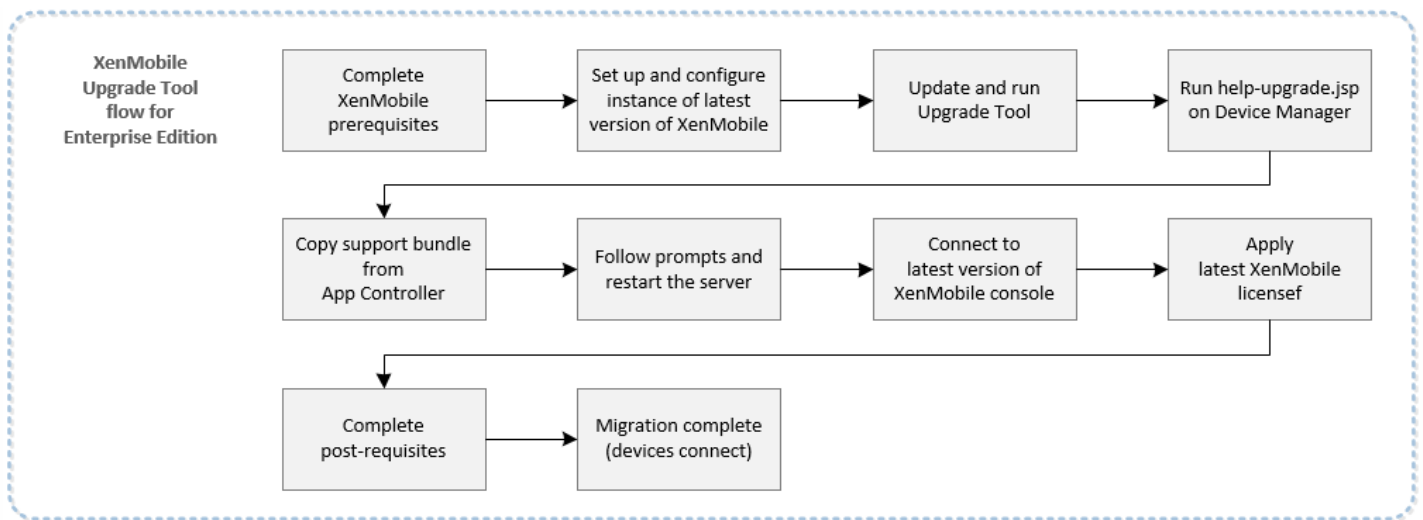 XenMobile
Upgrade Tool
flow for
Enterprise Edition
Complete
XenMobile
prerequisites
Set up and configure
instance of latest
version of XenMobile
Update and run
Upgrade Tool
Run help-upgrade.jsp
on Device Manager
Copy support bundle
from
App Controller
Follow prompts and
restart the server
Connect to
latest version of
XenMobile console
Apply
latest XenMobile
licensef
Complete
post-requisites
Migration complete
(devices connect)